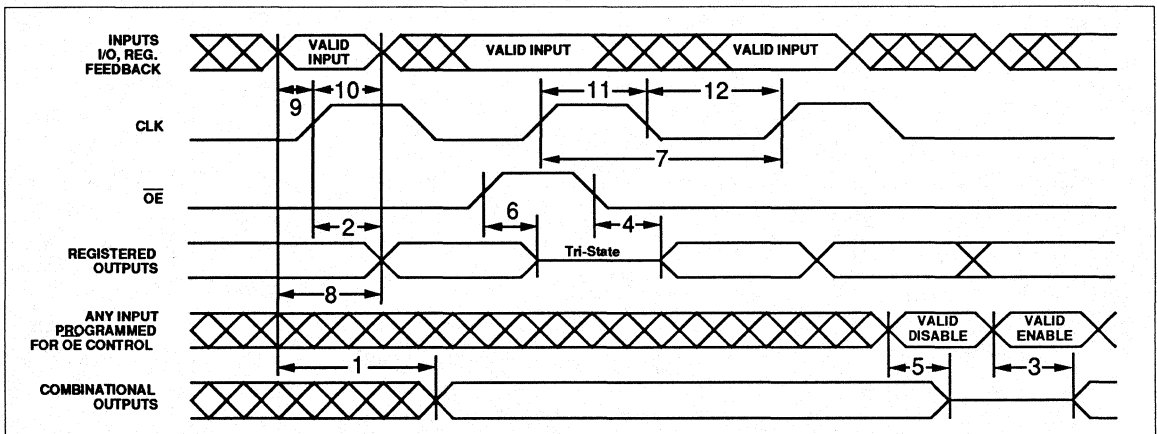 INPUTS
I/O, REG.
FEEDBACK
VALID
INPUT
VALID INPUT
VALID INPUT
9
10
11
12
CLK
7
OE
6
4
2
REGISTERED
OUTPUTS
Tri-State
8
ANY INPUT
PROGRAMMED
FOR OE CONTROL
VALID
DISABLE
VALID
ENABLE
1
5
3
COMBINATIONAL
OUTPUTS